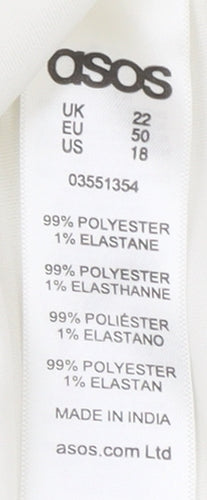 asos
UK 22
EU 50
US 18
03551354
99% POLYESTER
1% ELASTANE
99% POLYESTER
1% ELASTHANNE
99% POLIÉSTER
1% ELASTANO
99% POLYESTER
1% ELASTAN
MADE IN INDIA
asos.com Ltd